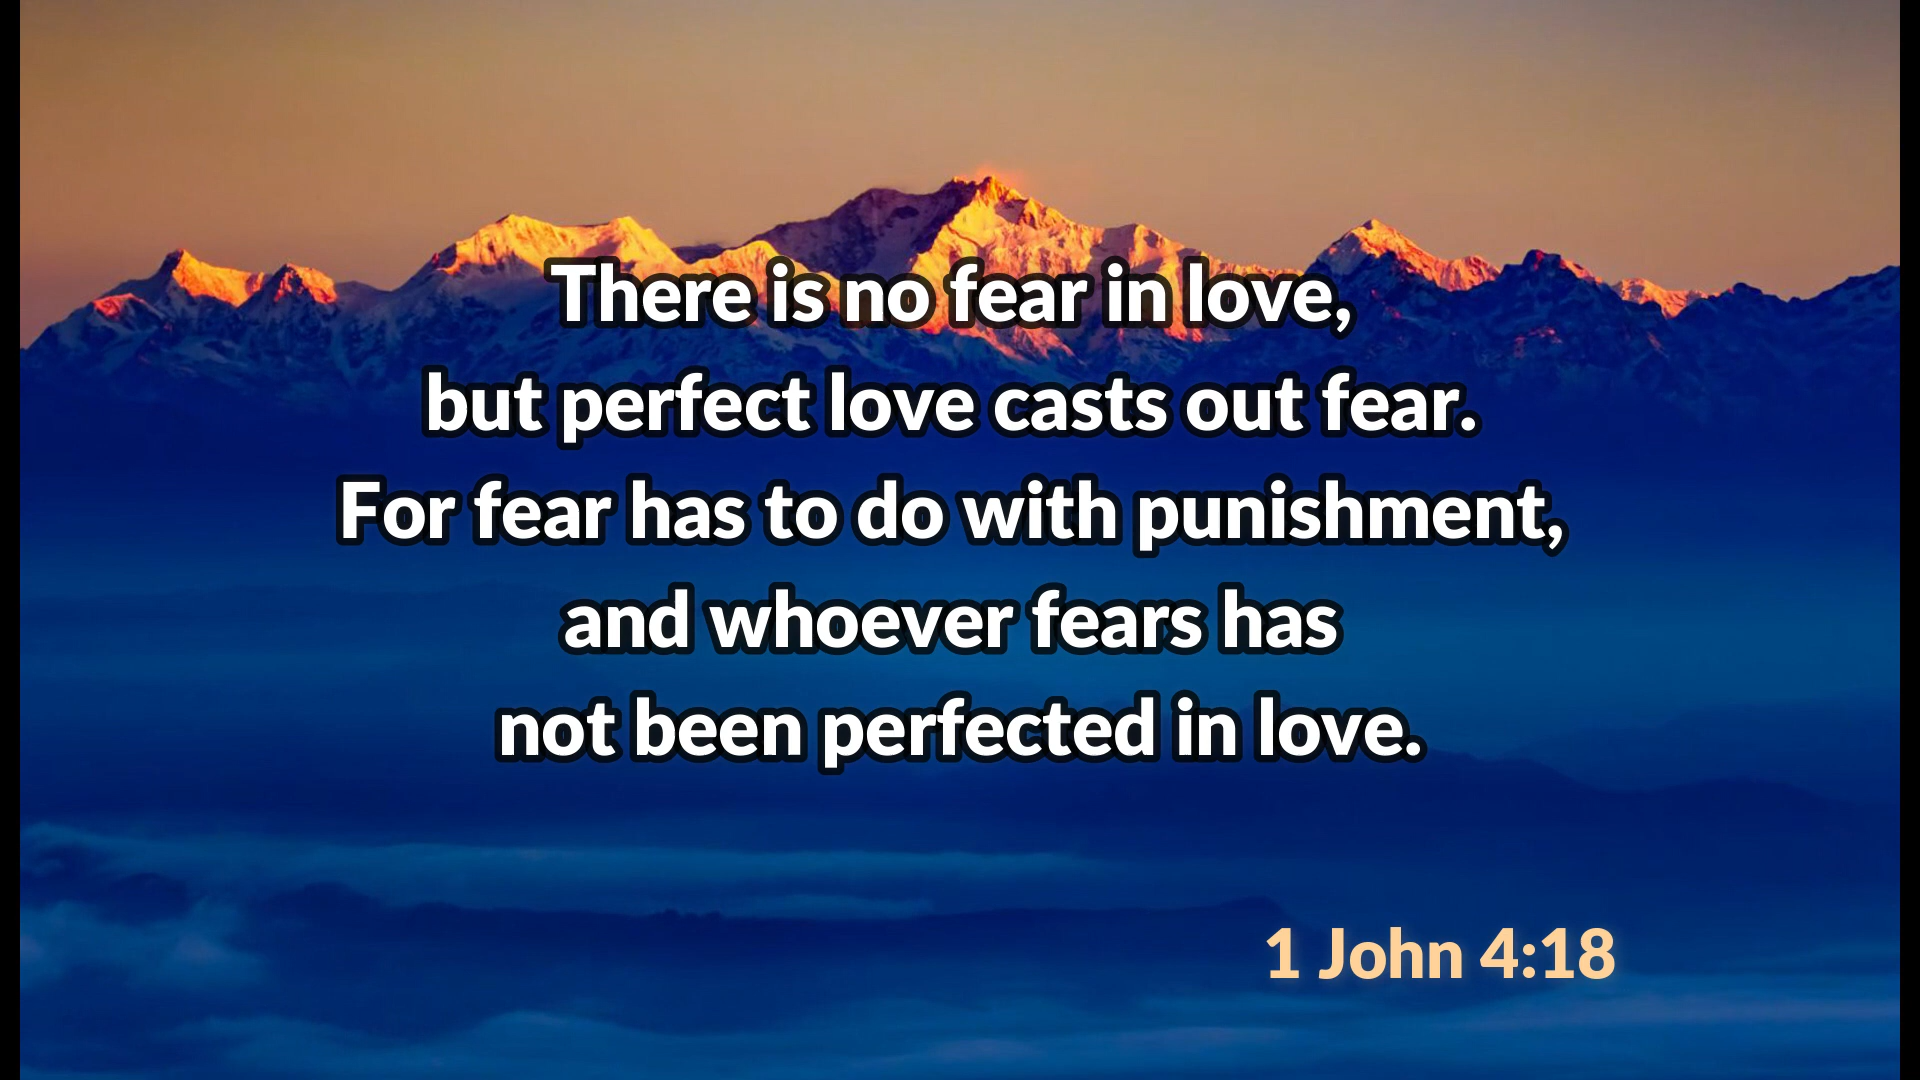 There is no fear in love,
but perfect love casts out fear.
For fear has to do with punishment,
and whoever fears has
not been perfected in love.
1 John 4:18